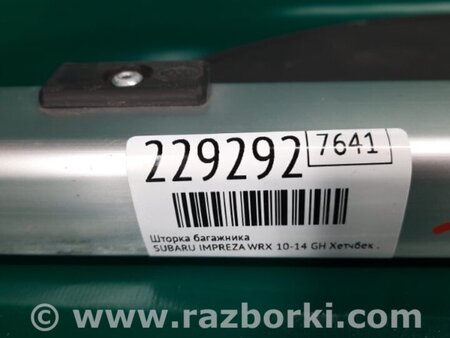 229292 7641
Шторка багажника
SUBARU IMPREZA WRX 10-14 GH Хетчбек .
© www.razborki.com